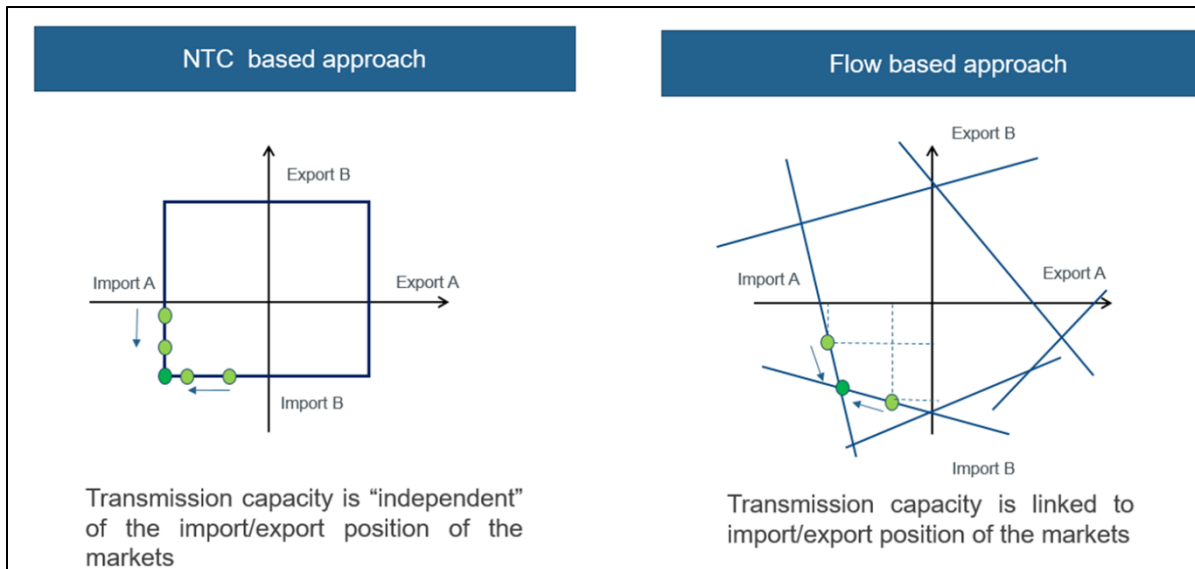 NTC based approach
Export B
Import A
Export A
Import B
Transmission capacity is “independent”
of the import/export position of the
markets
Flow based approach
Export B
Import A
Export A
Import B
Transmission capacity is linked to
import/export position of the markets